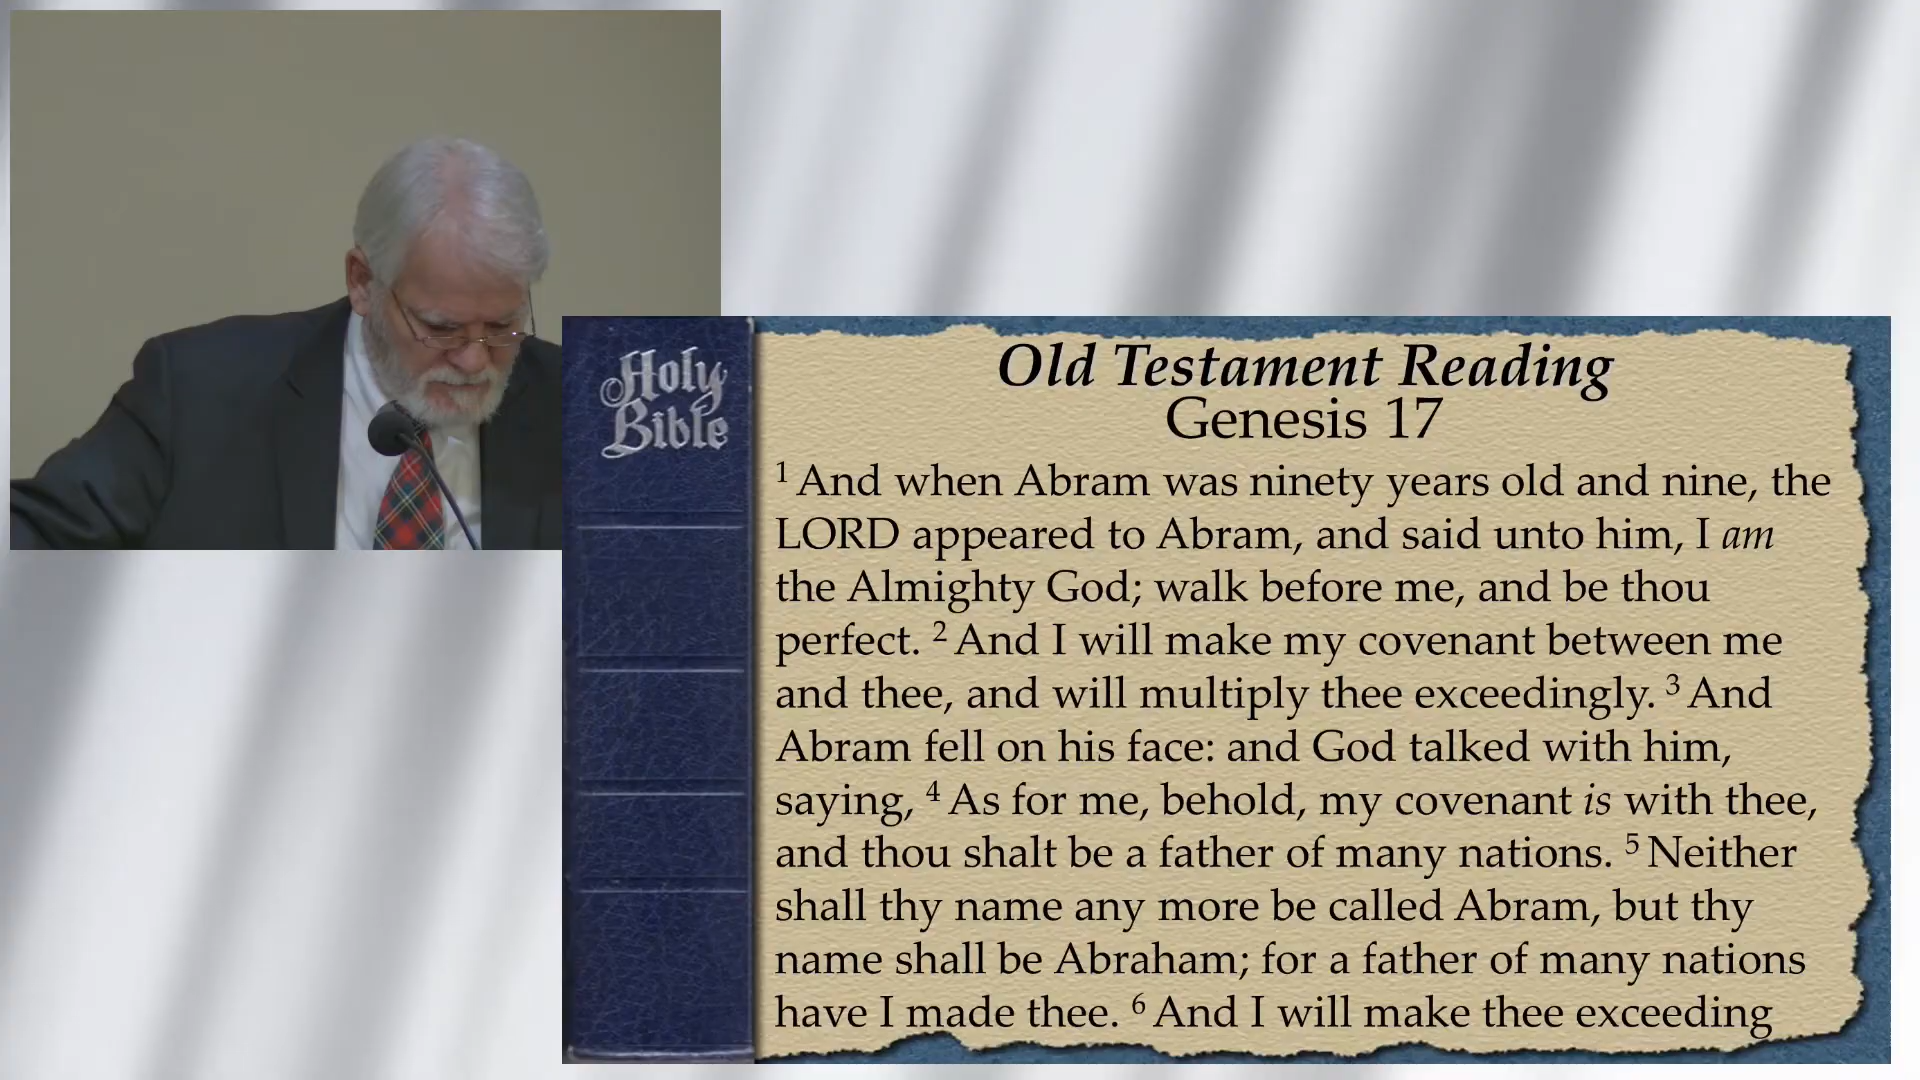 Holy
Bible
Old Testament Reading
Genesis 17
1 And when Abram was ninety years old and nine, the
LORD appeared to Abram, and said unto him, I am
the Almighty God; walk before me, and be thou
perfect. 2 And I will make my covenant between me
and thee, and will multiply thee exceedingly. 3 And
Abram fell on his face: and God talked with him,
saying, 4 As for me, behold, my covenant is with thee,
and thou shalt be a father of many nations. 5 Neither
shall thy name any more be called Abram, but thy
name shall be Abraham; for a father of many nations
have I made thee. 6 And I will make thee exceeding